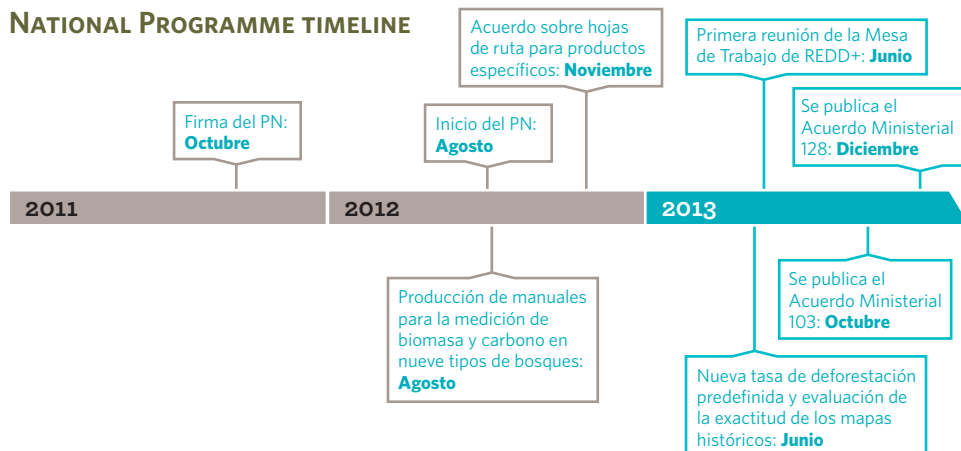 NATIONAL PROGRAMME TIMELINE
Firma del PN:
Octubre
Inicio del PN:
Agosto
Acuerdo sobre hojas
de ruta para productos
específicos: Noviembre
Primera reunión de la Mesa
de Trabajo de REDD+: Junio
Se publica el
Acuerdo Ministerial
128: Diciembre
2011
2012
2013
Producción de manuales
para la medición de
biomasa y carbono en
nueve tipos de bosques:
Agosto
Se publica el
Acuerdo Ministerial
103: Octubre
Nueva tasa de deforestación
predefinida y evaluación de
la exactitud de los mapas
históricos: Junio